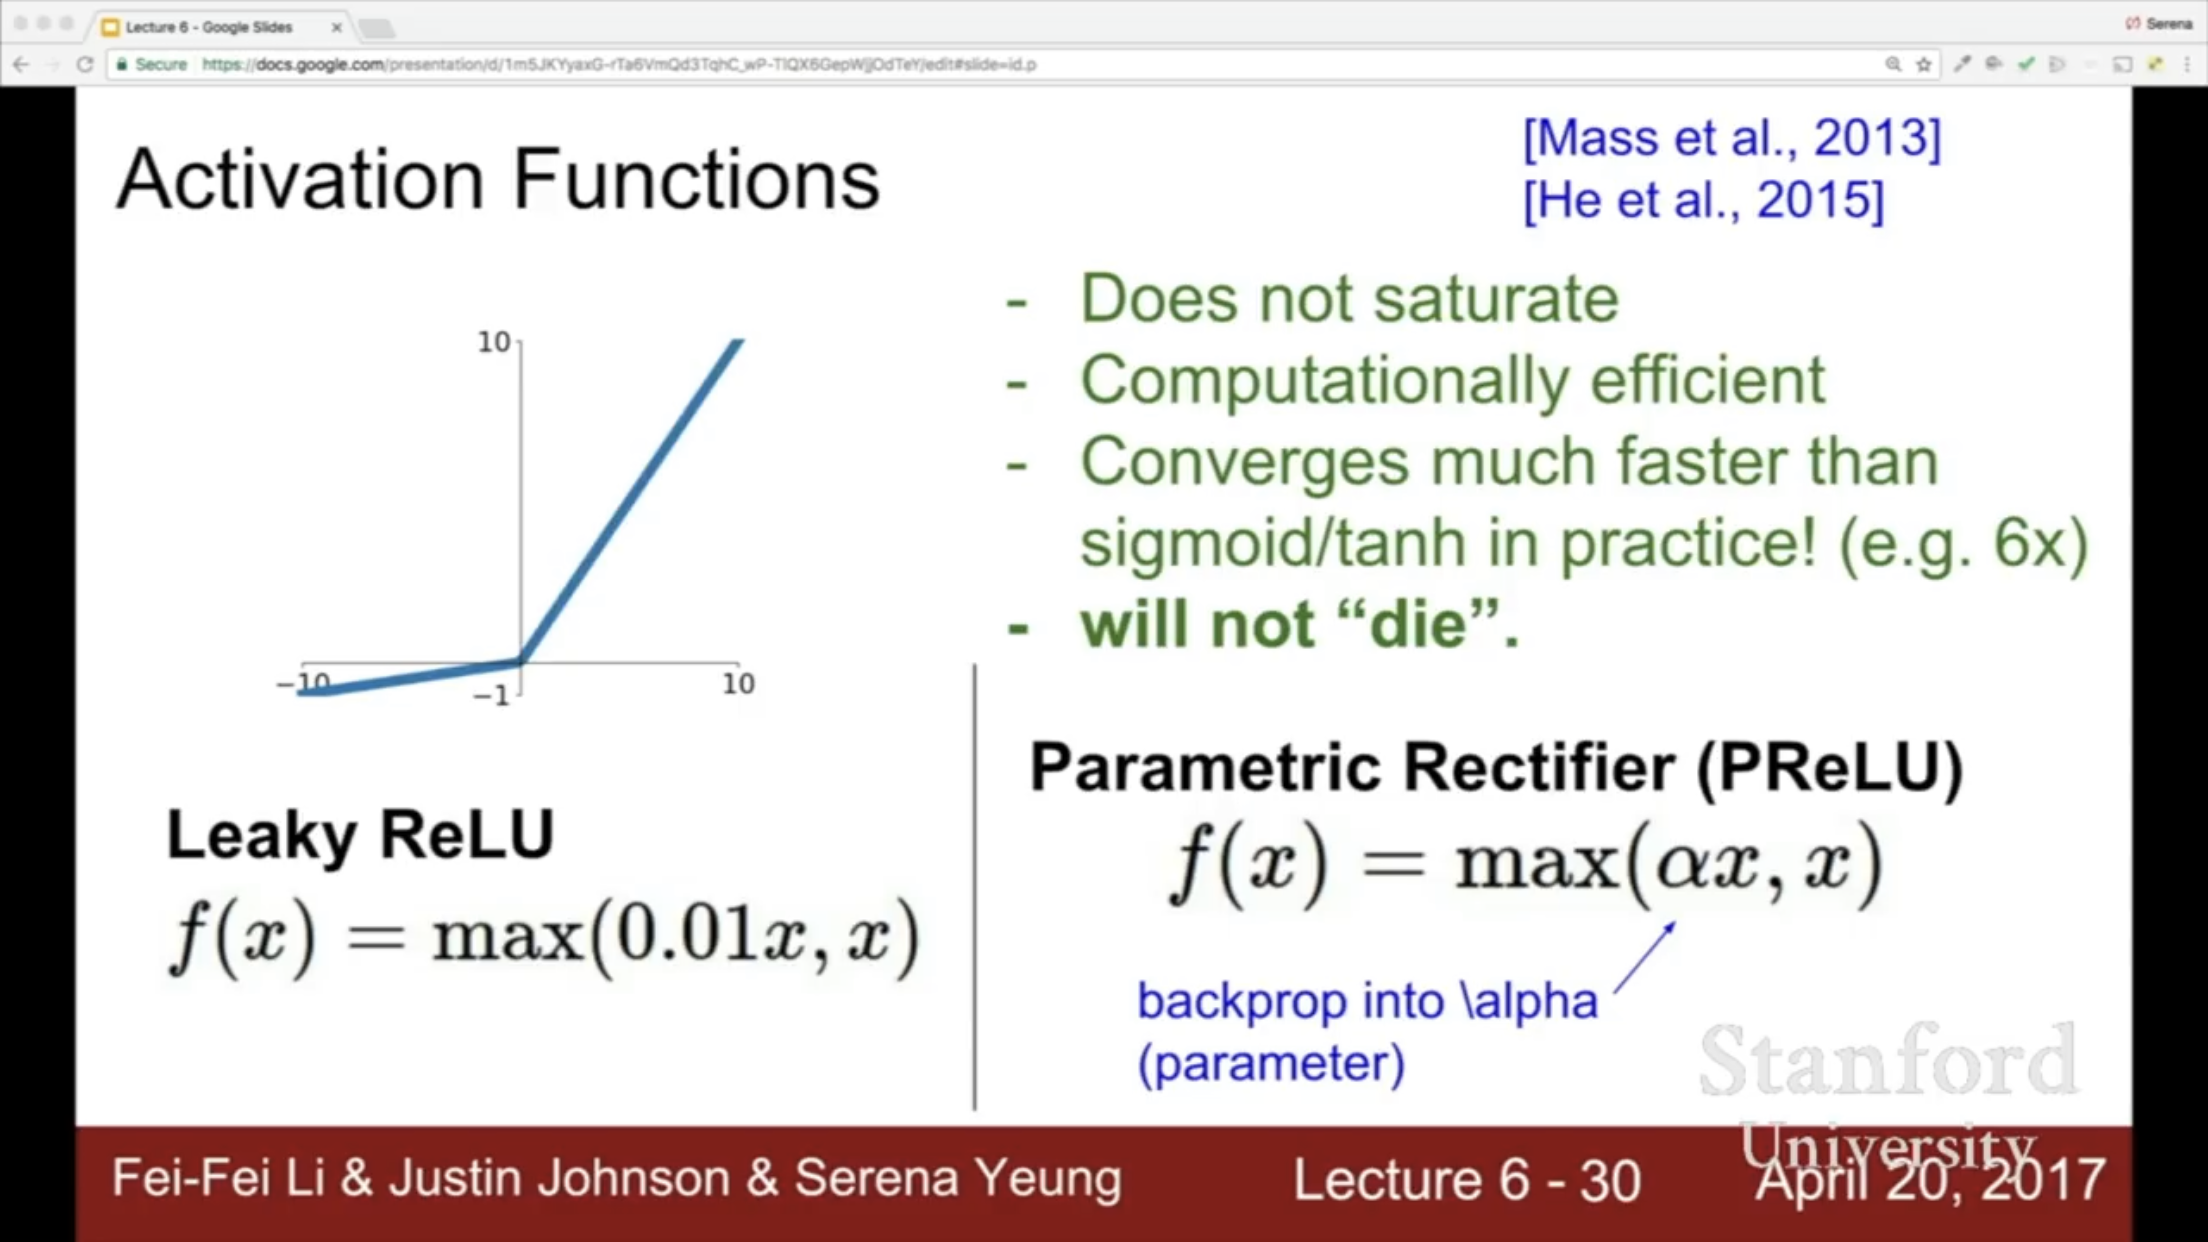 Lecture 6 - Google Slides
Serena
Secure https://docs.google.com/presentation/d/1m5JKYyaxG-rTa6VmQd3TqhC_wP-TlQX6GepWjjOdTeY/edit#slide=id.p
Activation Functions
[Mass et al., 2013]
[He et al., 2015]
- Does not saturate
- Computationally efficient
- Converges much faster than
sigmoid/tanh in practice! (e.g. 6x)
- will not “die”.
10
−10
−1
10
Leaky ReLU
f(x) = max(0.01x, x)
Parametric Rectifier (PReLU)
f(x) = max(αx, x)
backprop into \alpha
(parameter)
Stanford
University
Fei-Fei Li & Justin Johnson & Serena Yeung
Lecture 6 - 30
April 20, 2017